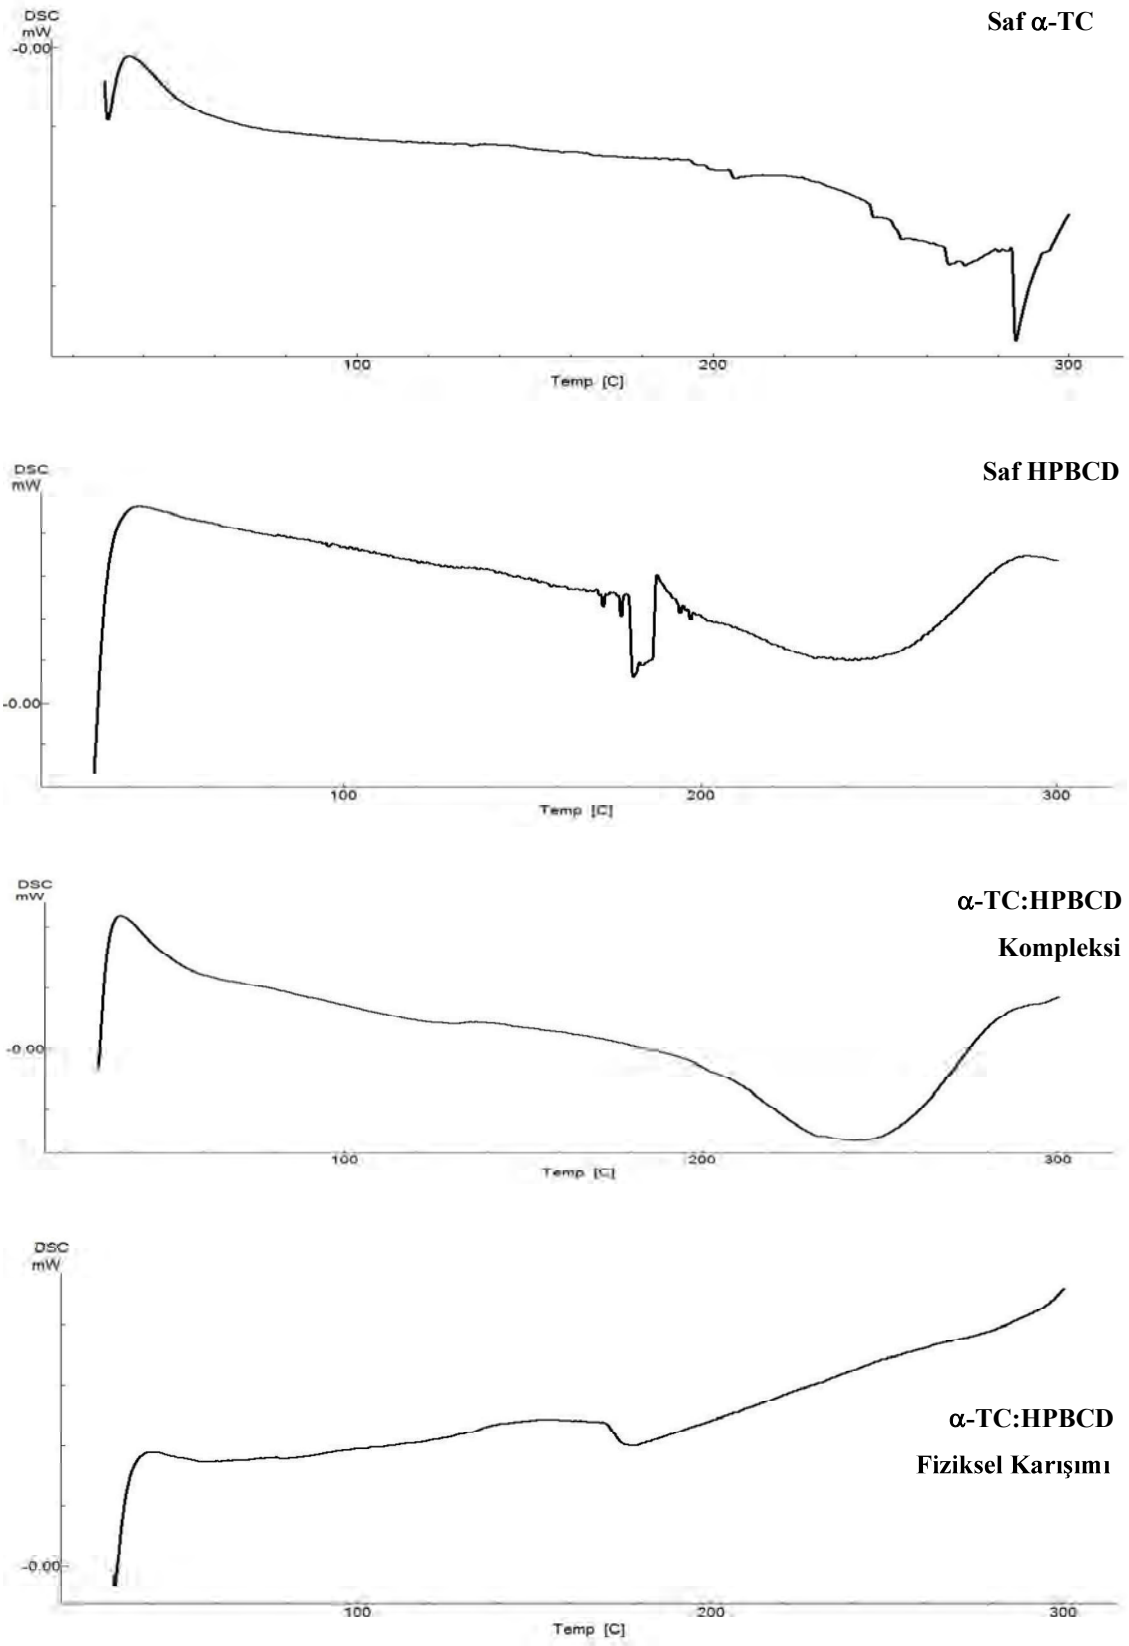 DSC
mW
Saf α-TC
-0.00
100 200 300
Temp [C]
DSC
mW
Saf HPBCD
-0.00
100 200 300
Temp [C]
DSC
mW
α-TC:HPBCD
Kompleksi
-0.00
100 200 300
Temp [C]
DSC
mW
α-TC:HPBCD
Fiziksel Karışımı
-0.00
100 200 300
Temp [C]